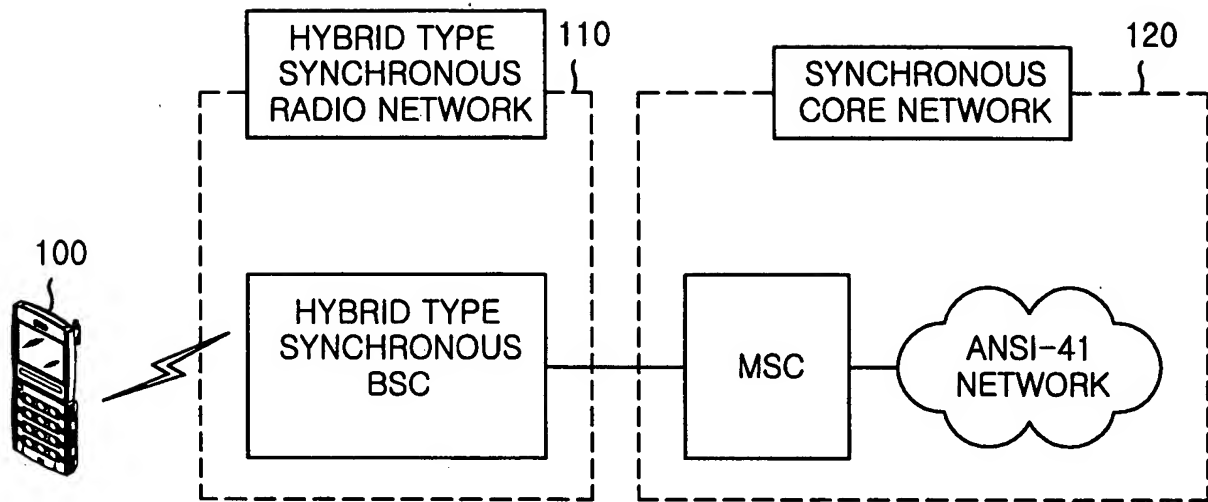 HYBRID TYPE
SYNCHRONOUS
RADIO NETWORK
110
SYNCHRONOUS
CORE NETWORK
120
100
HYBRID TYPE
SYNCHRONOUS
BSC
MSC
ANSI-41
NETWORK